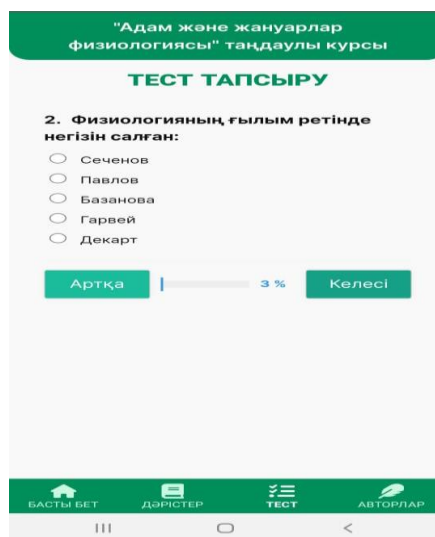 "Адам және жануарлар
физиологиясы" таңдаулы курсы
ТЕСТ ТАПСЫРУ
2. Физиологияның ғылым ретінде
негізін салған:
Сеченов
Павлов
Базанова
Гарвей
Декарт
Артқа
3 %
Келесі
БАСТЫ БЕТ
ДӘРІСТЕР
ТЕСТ
АВТОРЛАР